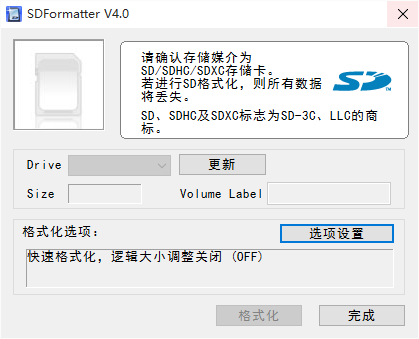 SDFormatter V4.0
请确认存储媒介为
SD/SDHC/SDXC存储卡。
若进行SD格式化，则所有数据
将丢失。
SD、SDHC及SDXC标志为SD-3C、LLC的商
标。
SD
Drive
更新
Size
Volume Label
格式化选项：
选项设置
快速格式化，逻辑大小调整关闭 (OFF)
格式化
完成